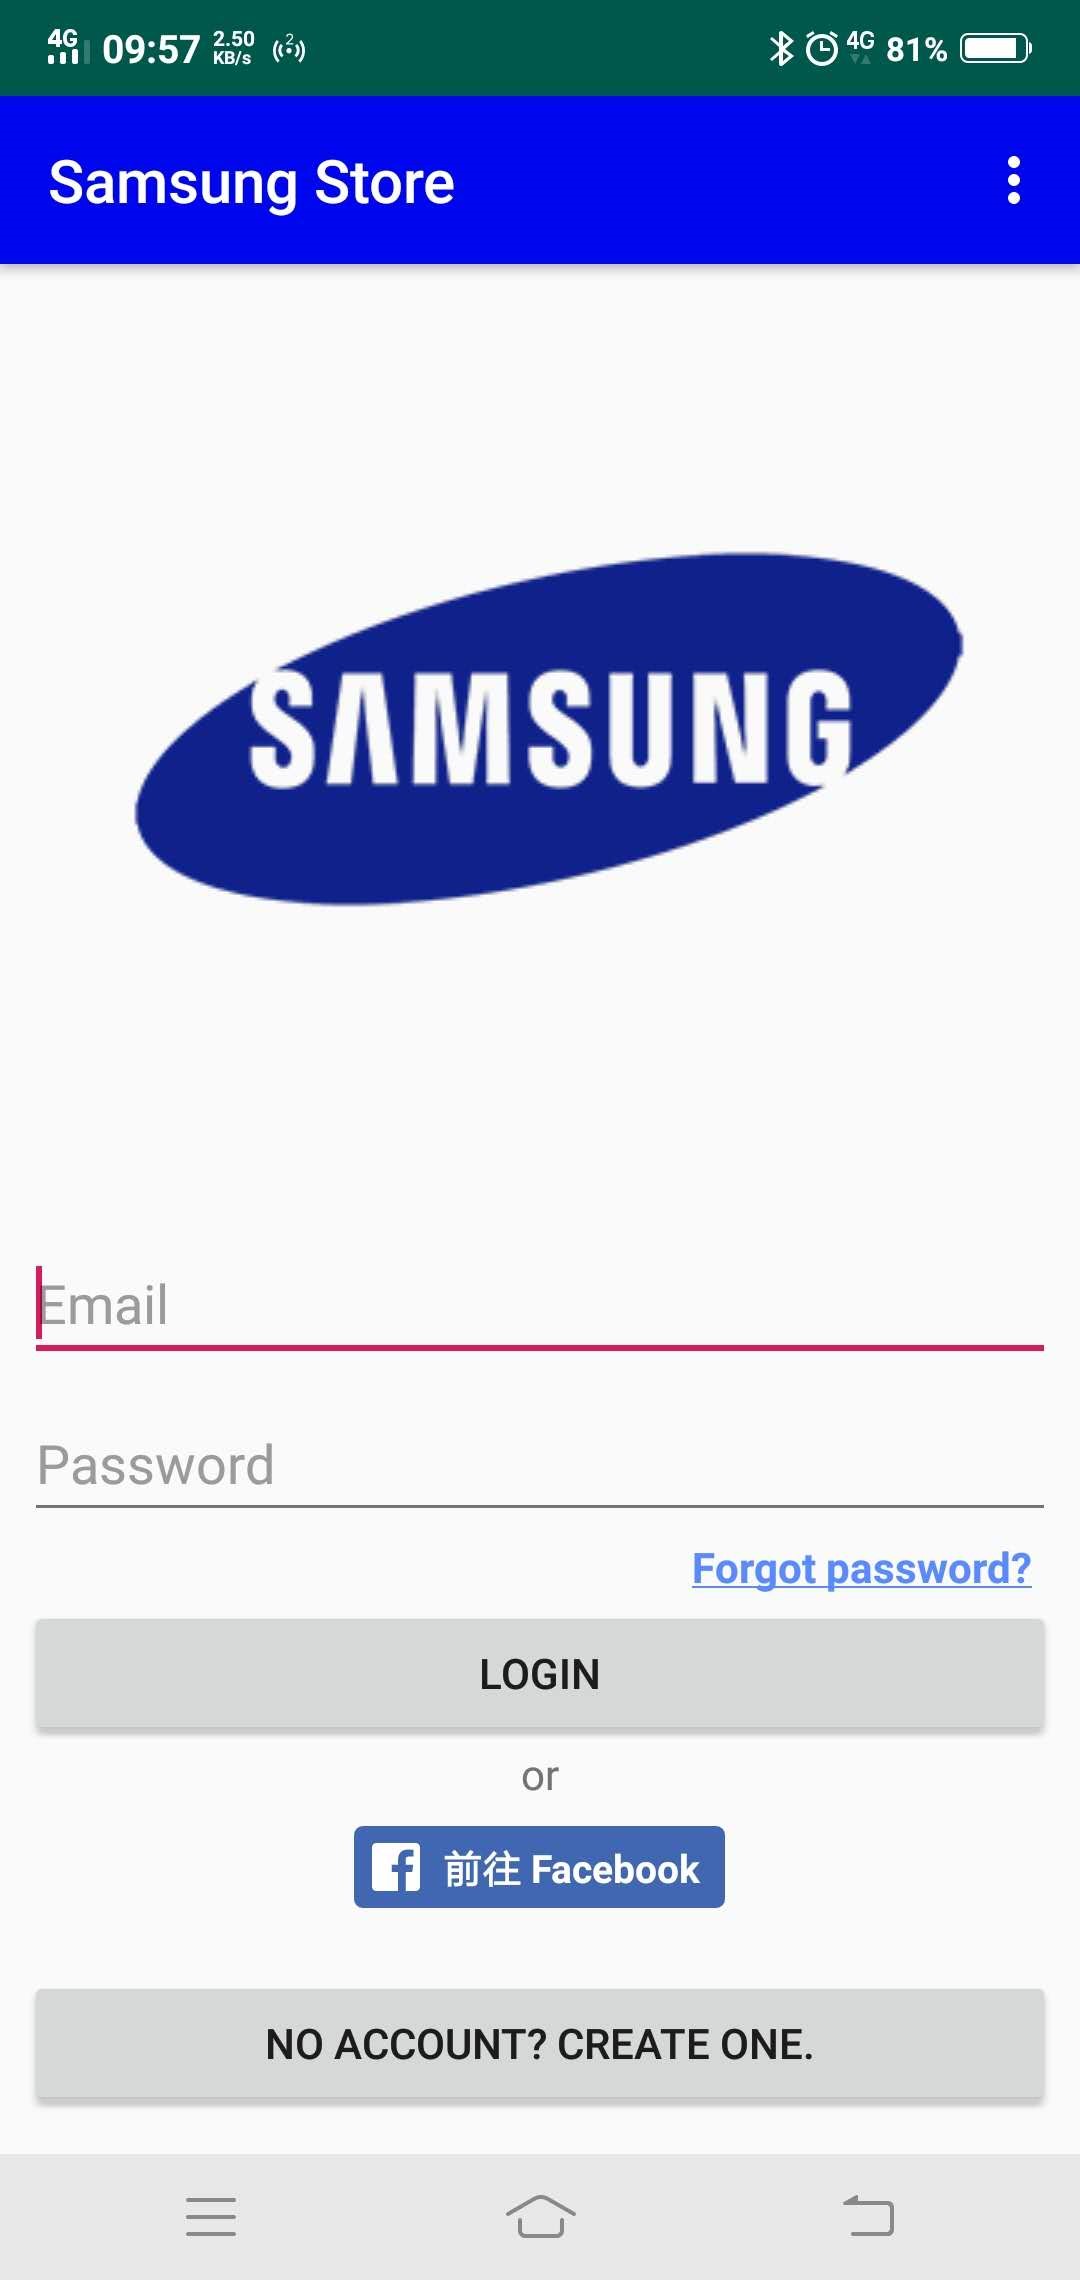 4G 09:57 2.50 KB/s 2 4G 81%
Samsung Store
SAMSUNG
Email
Password
Forgot password?
LOGIN
or
f 前往 Facebook
NO ACCOUNT? CREATE ONE.